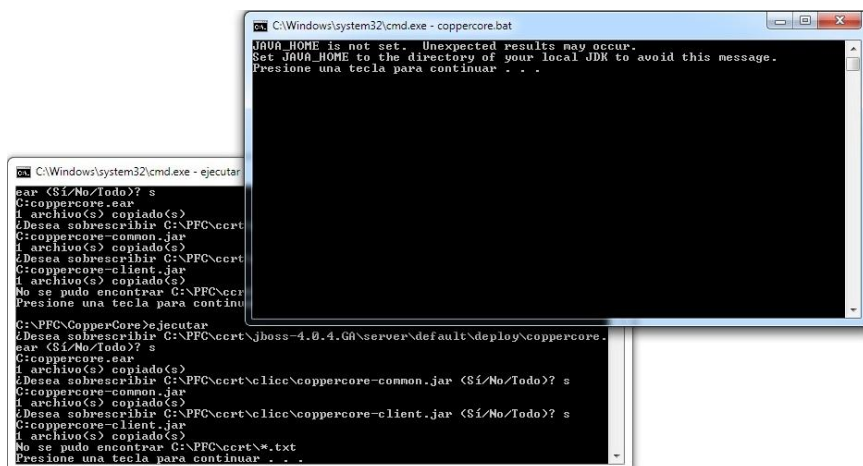 C:\Windows\system32\cmd.exe - coppercore.bat
JAVA_HOME is not set.  Unexpected results may occur.
Set JAVA_HOME to the directory of your local JDK to avoid this message.
Presione una tecla para continuar . . .
C:\Windows\system32\cmd.exe - ejecutar
ear (Sí/No/Todo)? s
C:coppercore.ear
1 archivo(s) copiado(s)
¿Desea sobrescribir C:\PFC\ccrt
C:coppercore-common.jar
1 archivo(s) copiado(s)
¿Desea sobrescribir C:\PFC\ccrt
C:coppercore-client.jar
1 archivo(s) copiado(s)
No se pudo encontrar C:\PFC\ccr
Presione una tecla para continu
C:\PFC\CopperCore>ejecutar
¿Desea sobrescribir C:\PFC\ccrt\jboss-4.0.4.GA\server\default\deploy\coppercore.
ear (Sí/No/Todo)? s
C:coppercore.ear
1 archivo(s) copiado(s)
¿Desea sobrescribir C:\PFC\ccrt\clicc\coppercore-common.jar (Sí/No/Todo)? s
C:coppercore-common.jar
1 archivo(s) copiado(s)
¿Desea sobrescribir C:\PFC\ccrt\clicc\coppercore-client.jar (Sí/No/Todo)? s
C:coppercore-client.jar
1 archivo(s) copiado(s)
No se pudo encontrar C:\PFC\ccrt\*.txt
Presione una tecla para continuar . . .